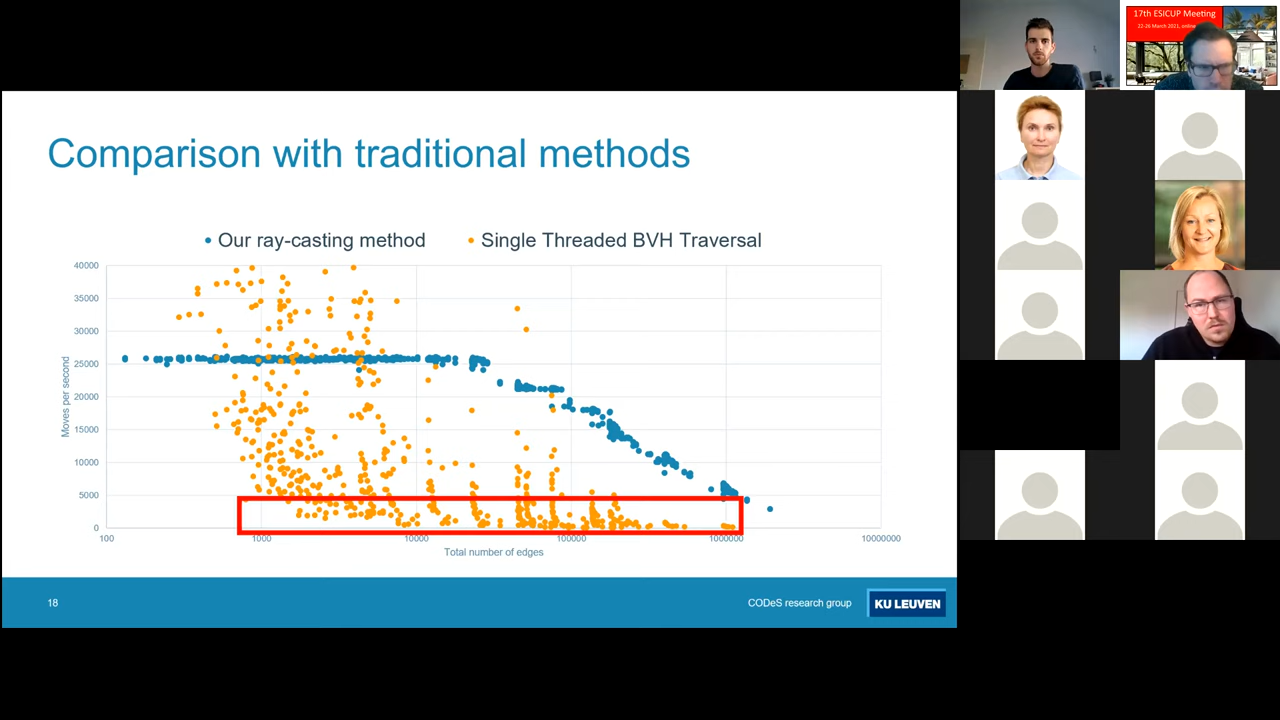 17th ESICUP Meeting
22-26 March 2021, online
Comparison with traditional methods
Our ray-casting method
Single Threaded BVH Traversal
40000
35000
30000
25000
20000
15000
10000
5000
0
Moves per second
100
1000
10000
100000
1000000
10000000
Total number of edges
18
CODeS research group
KU LEUVEN